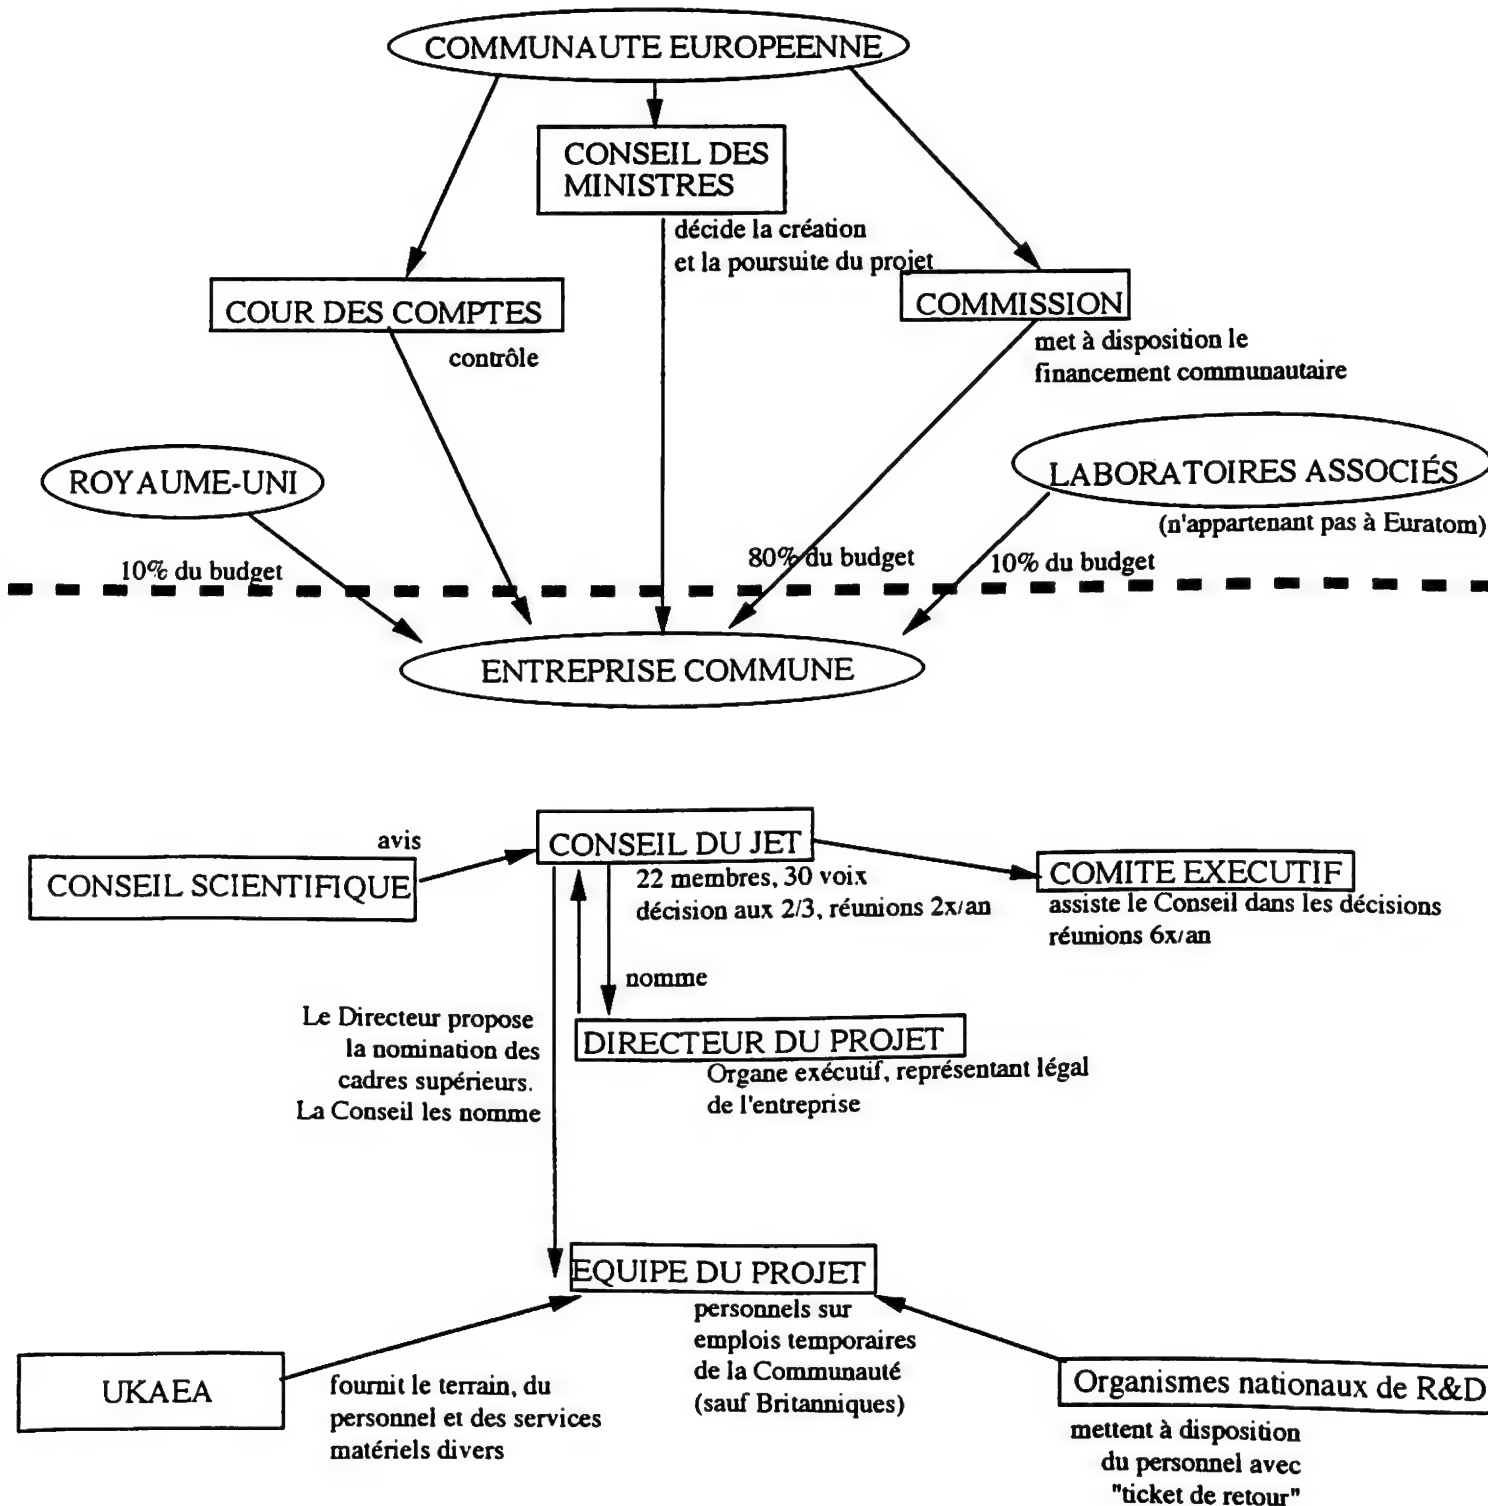 COMMUNAUTE EUROPEENNE
CONSEIL DES
MINISTRES
décide la création
et la poursuite du projet
COUR DES COMPTES
contrôle
COMMISSION
met à disposition le
financement communautaire
ROYAUME-UNI
LABORATOIRES ASSOCIÉS
(n'appartenant pas à Euratom)
10% du budget
80% du budget
10% du budget
ENTREPRISE COMMUNE
avis
CONSEIL DU JET
22 membres, 30 voix
décision aux 2/3, réunions 2x/an
CONSEIL SCIENTIFIQUE
COMITE EXECUTIF
assiste le Conseil dans les décisions
réunions 6x/an
nomme
Le Directeur propose
la nomination des
cadres supérieurs.
La Conseil les nomme
DIRECTEUR DU PROJET
Organe exécutif, représentant légal
de l'entreprise
EQUIPE DU PROJET
personnels sur
emplois temporaires
de la Communauté
(sauf Britanniques)
UKAEA
fournit le terrain, du
personnel et des services
matériels divers
Organismes nationaux de R&D
mettent à disposition
du personnel avec
"ticket de retour"